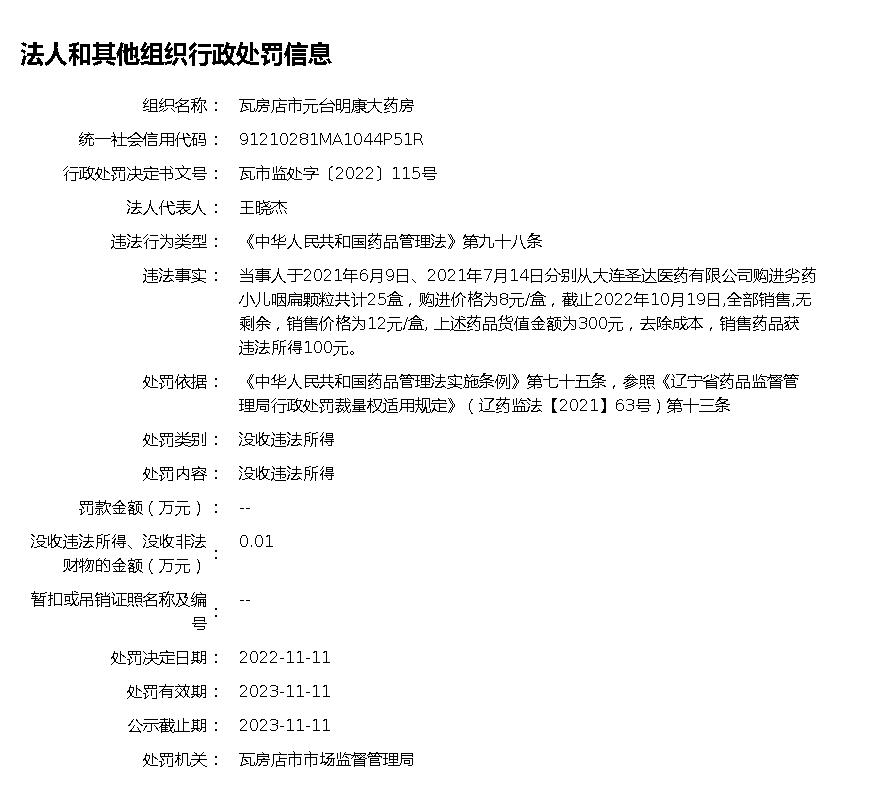 法人和其他组织行政处罚信息
组织名称： 瓦房店市元台明康大药房
统一社会信用代码： 91210281MA1044P51R
行政处罚决定书文号： 瓦市监处字〔2022〕115号
法人代表人： 王晓杰
违法行为类型： 《中华人民共和国药品管理法》第九十八条
违法事实： 当事人于2021年6月9日、2021年7月14日分别从大连圣达医药有限公司购进劣药
小儿咽扁颗粒共计25盒，购进价格为8元/盒，截止2022年10月19日,全部销售,无
剩余，销售价格为12元/盒, 上述药品货值金额为300元，去除成本，销售药品获
违法所得100元。
处罚依据： 《中华人民共和国药品管理法实施条例》第七十五条，参照《辽宁省药品监督管
理局行政处罚裁量权适用规定》（辽药监法【2021】63号）第十三条
处罚类别： 没收违法所得
处罚内容： 没收违法所得
罚款金额（万元）： --
没收违法所得、没收非法
财物的金额（万元）： 0.01
暂扣或吊销证照名称及编
号： --
处罚决定日期： 2022-11-11
处罚有效期： 2023-11-11
公示截止期： 2023-11-11
处罚机关： 瓦房店市市场监督管理局